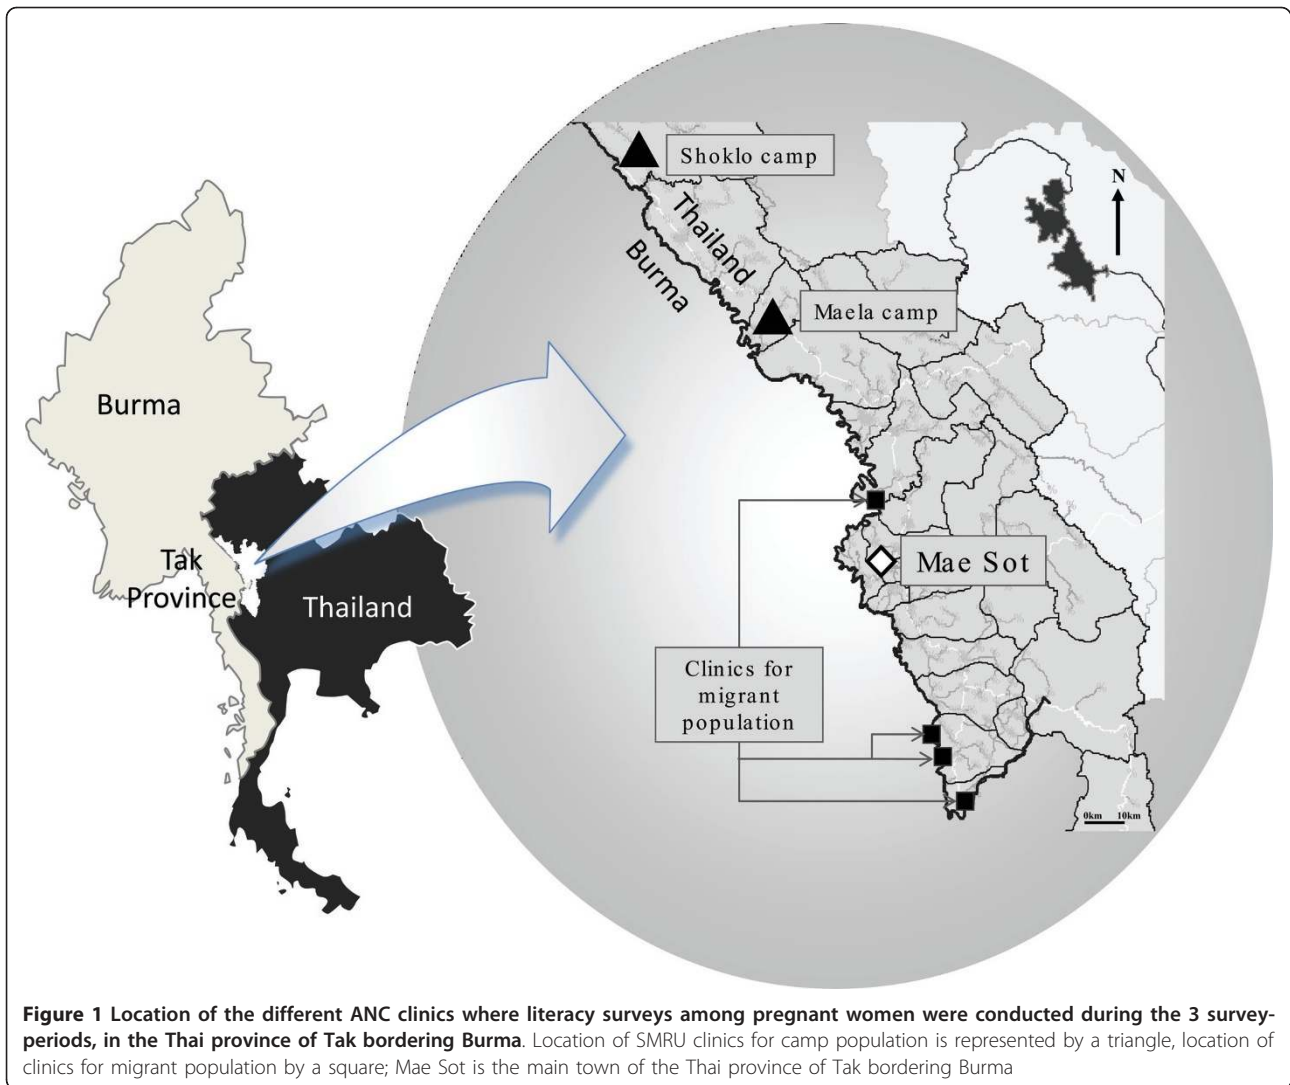 Shoklo camp
N
Thailand
Burma
Maela camp
Burma
Mae Sot
Tak
Province
Thailand
Clinics for
migrant
population
0km 10km
Figure 1 Location of the different ANC clinics where literacy surveys among pregnant women were conducted during the 3 survey-
periods, in the Thai province of Tak bordering Burma. Location of SMRU clinics for camp population is represented by a triangle, location of
clinics for migrant population by a square; Mae Sot is the main town of the Thai province of Tak bordering Burma